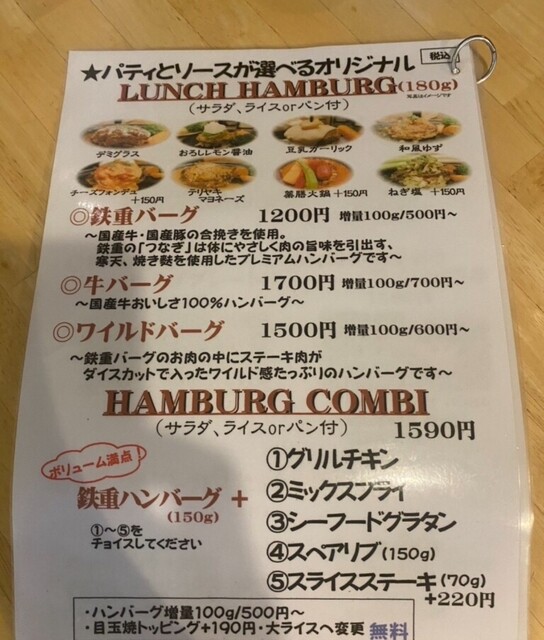 税込
★パティとソースが選べるオリジナル
LUNCH HAMBURG(180g)
写真はイメージです
(サラダ、ライスorパン付)
デミグラス おろしレモン醤油 豆乳ガーリック 和風ゆず
チーズフォンデュ +150円 テリヤキマヨネーズ 薬膳火鍋 +150円 ねぎ塩 +150円
◎鉄重バーグ 1200円 増量100g/500円~
~国産牛・国産豚の合挽きを使用。
鉄重の「つなぎ」は体にやさしく肉の旨味を引出す、
寒天、焼き麩を使用したプレミアムハンバーグです~
◎牛バーグ 1700円 増量100g/700円~
~国産牛おいしさ100%ハンバーグ~
◎ワイルドバーグ 1500円 増量100g/600円~
~鉄重バーグのお肉の中にステーキ肉が
ダイスカットで入ったワイルド感たっぷりのハンバーグです~
HAMBURG COMBI
(サラダ、ライスorパン付) 1590円
ボリューム満点
鉄重ハンバーグ +
(150g)
①~⑤を
チョイスしてください
①グリルチキン
②ミックスフライ
③シーフードグラタン
④スペアリブ(150g)
⑤スライスステーキ(70g)
+220円
・ハンバーグ増量100g/500円~
・目玉焼トッピング+190円・大ライスへ変更 無料